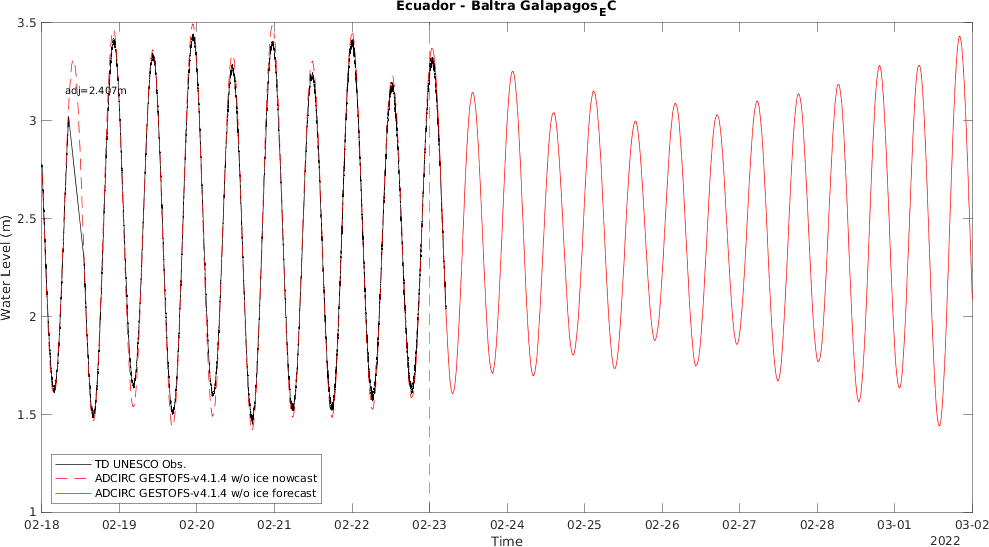 Ecuador - Baltra Galapagos_EC
3.5
3
2.5
2
1.5
1
Water Level (m)
adj=2.407m
TD UNESCO Obs.
ADCIRC GESTOFS-v4.1.4 w/o ice nowcast
ADCIRC GESTOFS-v4.1.4 w/o ice forecast
02-18 02-19 02-20 02-21 02-22 02-23 02-24 02-25 02-26 02-27 02-28 03-01 03-02
Time
2022